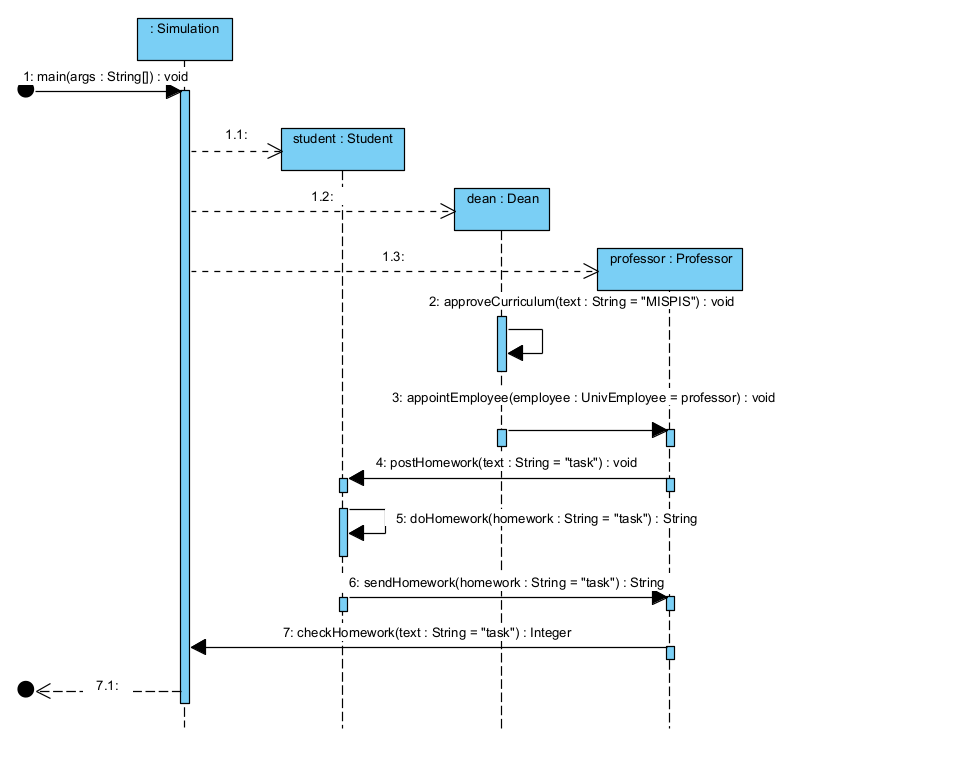 : Simulation
1: main(args : String[]) : void
1.1:
student : Student
1.2:
dean : Dean
1.3:
professor : Professor
2: approveCurriculum(text : String = "MISPIS") : void
3: appointEmployee(employee : UnivEmployee = professor) : void
4: postHomework(text : String = "task") : void
5: doHomework(homework : String = "task") : String
6: sendHomework(homework : String = "task") : String
7: checkHomework(text : String = "task") : Integer
7.1: